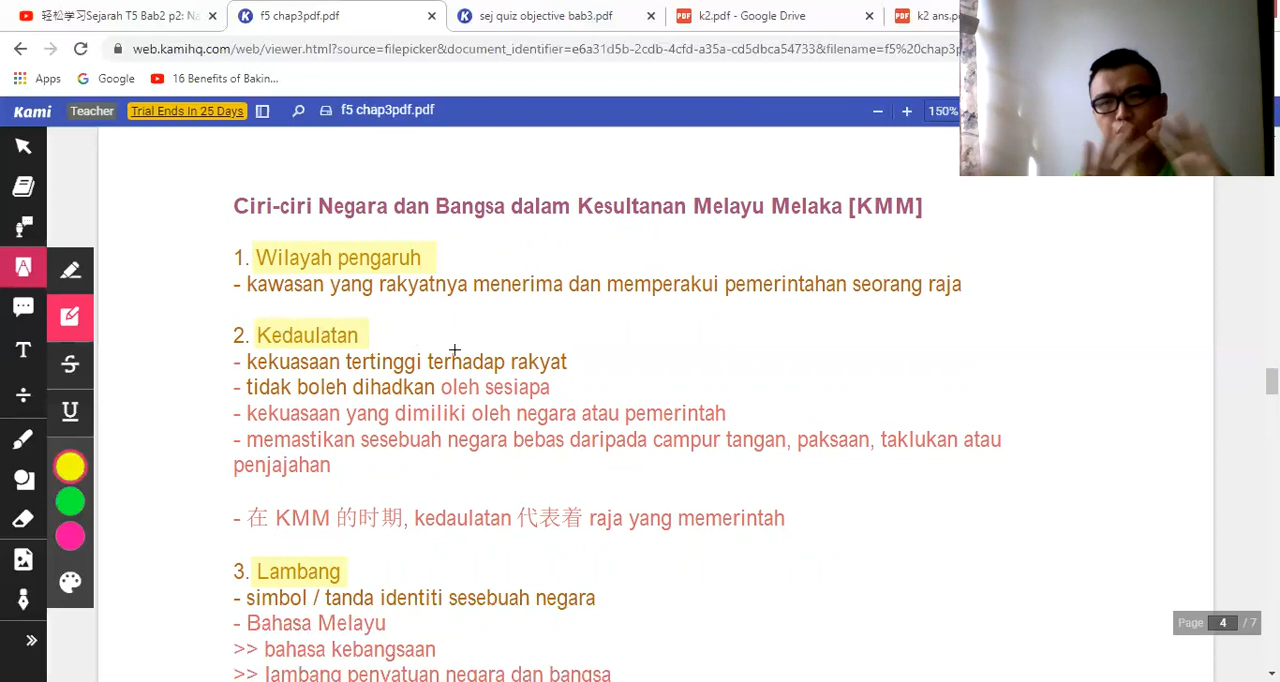 轻松学习Sejarah T5 Bab2 p2: Na
f5 chap3pdf.pdf
sej quiz objective bab3.pdf
k2.pdf - Google Drive
k2 ans.p
web.kamihq.com/web/viewer.html?source=filepicker&document_identifier=e6a31d5b-2cdb-4cfd-a35a-cd5dbca54733&filename=f5%20chap3p
Apps
Google
16 Benefits of Bakin...
Kami
Teacher
Trial Ends In 25 Days
f5 chap3pdf.pdf
150%
Ciri-ciri Negara dan Bangsa dalam Kesultanan Melayu Melaka [KMM]
1. Wilayah pengaruh
- kawasan yang rakyatnya menerima dan memperakui pemerintahan seorang raja
2. Kedaulatan
- kekuasaan tertinggi terhadap rakyat
- tidak boleh dihadkan oleh sesiapa
- kekuasaan yang dimiliki oleh negara atau pemerintah
- memastikan sesebuah negara bebas daripada campur tangan, paksaan, taklukan atau
penjajahan
- 在 KMM 的时期, kedaulatan 代表着 raja yang memerintah
3. Lambang
- simbol / tanda identiti sesebuah negara
- Bahasa Melayu
>> bahasa kebangsaan
>> lambang penyatuan negara dan bangsa
Page 4 / 7